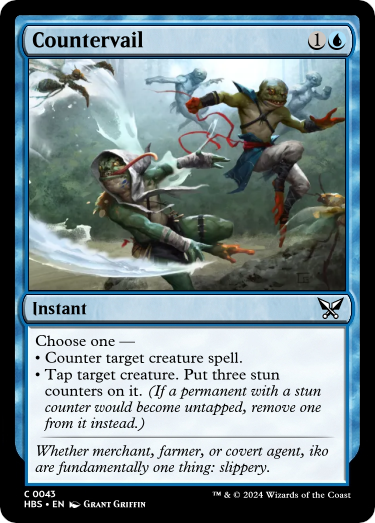 Countervail
1
Instant
Choose one —
• Counter target creature spell.
• Tap target creature. Put three stun
counters on it. (If a permanent with a stun
counter would become untapped, remove one
from it instead.)
Whether merchant, farmer, or covert agent, iko
are fundamentally one thing: slippery.
C 0043
HBS • EN Grant Griffin
™ & © 2024 Wizards of the Coast